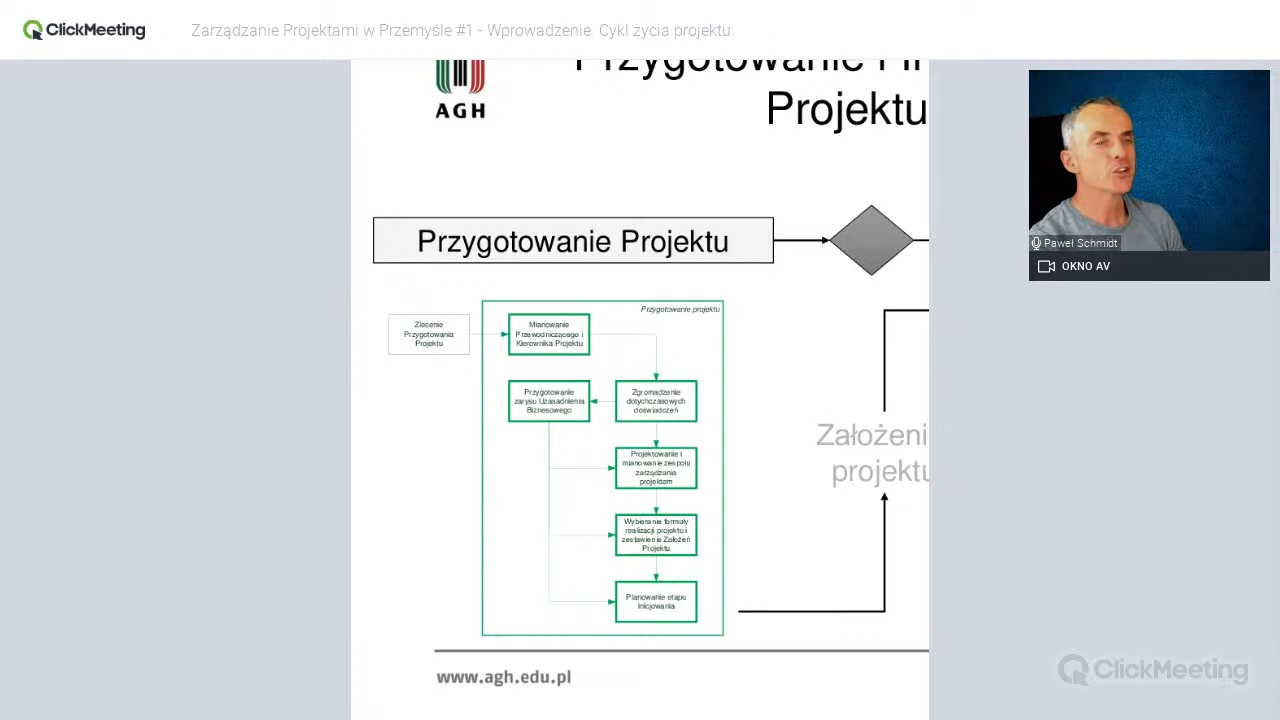 ClickMeeting
Zarządzanie Projektami w Przemyśle #1 - Wprowadzenie. Cykl życia projektu.
AGH
Przygotowanie
Projektu
Paweł Schmidt
OKNO AV
Przygotowanie Projektu
Przygotowanie projektu
Zlecenie
Przygotowania
Projektu
Mianowanie
Przewodniczącego i
Kierownika Projektu
Przygotowanie
zarysu Uzasadnienia
Biznesowego
Zgromadzenie
dotychczasowych
doświadczeń
Projektowanie i
mianowanie zespołu
zarządzania
projektem
Wybieranie formuły
realizacji projektu i
zestawienie Założeń
Projektu
Planowanie etapu
Inicjowania
Założeni
projektu
www.agh.edu.pl
ClickMeeting